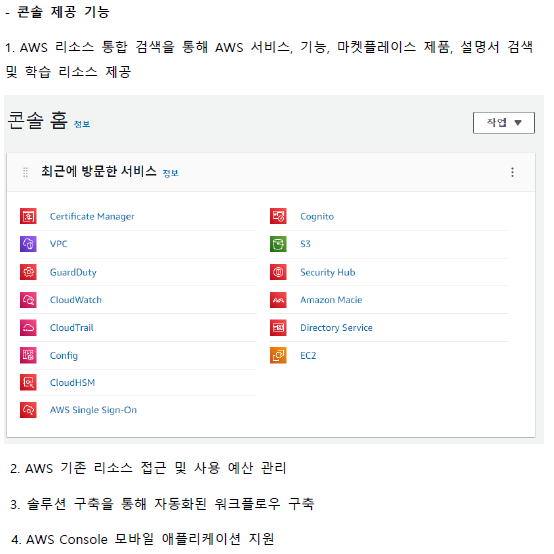 - 콘솔 제공 기능
1. AWS 리소스 통합 검색을 통해 AWS 서비스, 기능, 마켓플레이스 제품, 설명서 검색
및 학습 리소스 제공
콘솔 홈 정보
작업 ▼
최근에 방문한 서비스 정보
Certificate Manager
Cognito
VPC
S3
GuardDuty
Security Hub
CloudWatch
Amazon Macie
CloudTrail
Directory Service
Config
EC2
CloudHSM
AWS Single Sign-On
2. AWS 기존 리소스 접근 및 사용 예산 관리
3. 솔루션 구축을 통해 자동화된 워크플로우 구축
4. AWS Console 모바일 애플리케이션 지원